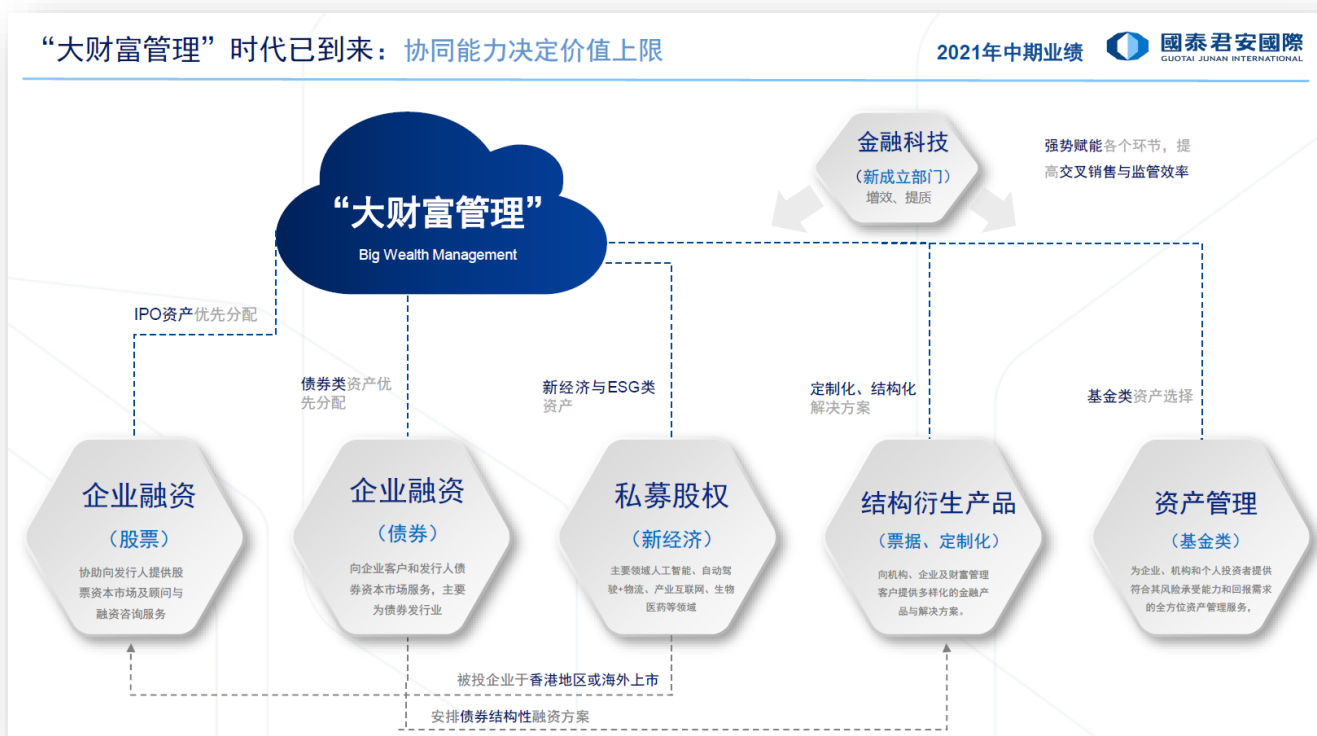 “大财富管理”时代已到来：协同能力决定价值上限
2021年中期业绩
國泰君安國際
GUOTAI JUNAN INTERNATIONAL
“大财富管理”
Big Wealth Management
金融科技
（新成立部门）
增效、提质
强势赋能各个环节，提
高交叉销售与监管效率
IPO资产优先分配
债券类资产优
先分配
新经济与ESG类
资产
定制化、结构化
解决方案
基金类资产选择
企业融资
（股票）
协助向发行人提供股
票资本市场及顾问与
融资咨询服务
企业融资
（债券）
向企业客户和发行人债
券资本市场服务，主要
为债券发行业
私募股权
（新经济）
主要领域人工智能、自动驾
驶+物流、产业互联网、生物
医药等领域
结构衍生产品
（票据、定制化）
向机构、企业及财富管理
客户提供多样化的金融产
品与解决方案。
资产管理
（基金类）
为企业、机构和个人投资者提供
符合其风险承受能力和回报需求
的全方位资产管理服务，
被投企业于香港地区或海外上市
安排债券结构性融资方案